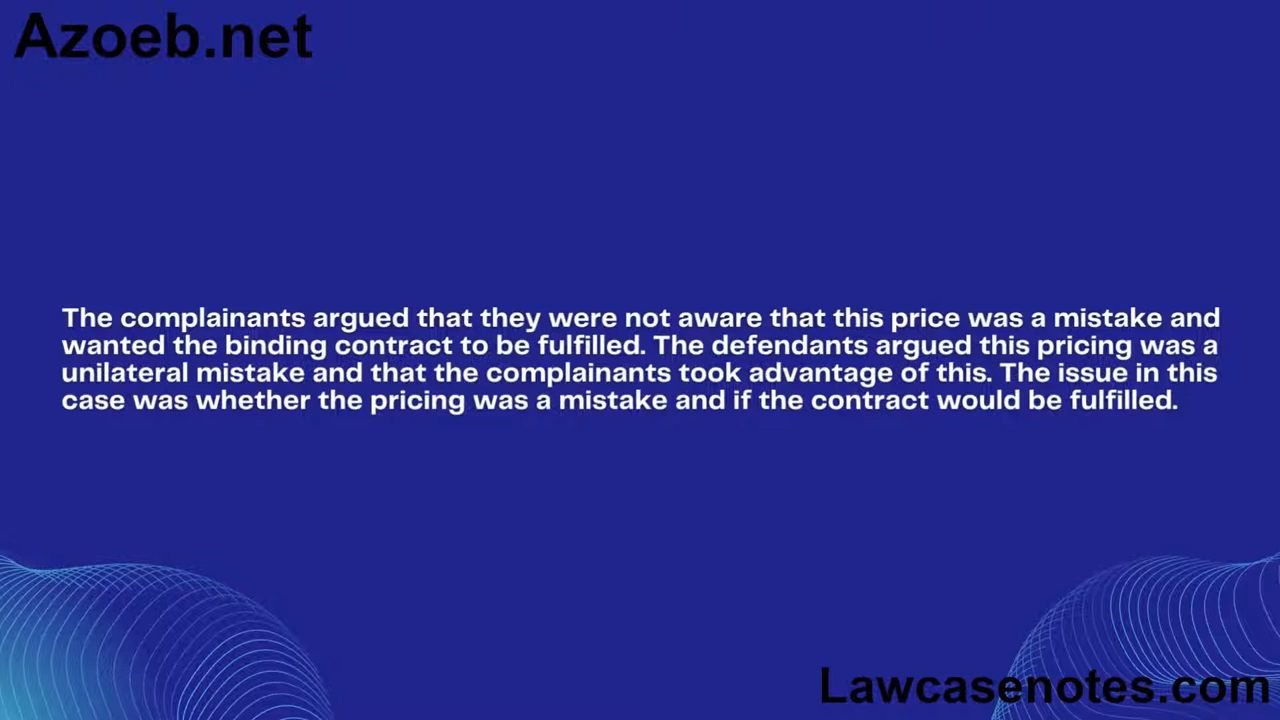 Azoeb.net
The complainants argued that they were not aware that this price was a mistake and
wanted the binding contract to be fulfilled. The defendants argued this pricing was a
unilateral mistake and that the complainants took advantage of this. The issue in this
case was whether the pricing was a mistake and if the contract would be fulfilled.
Lawcasenotes.com